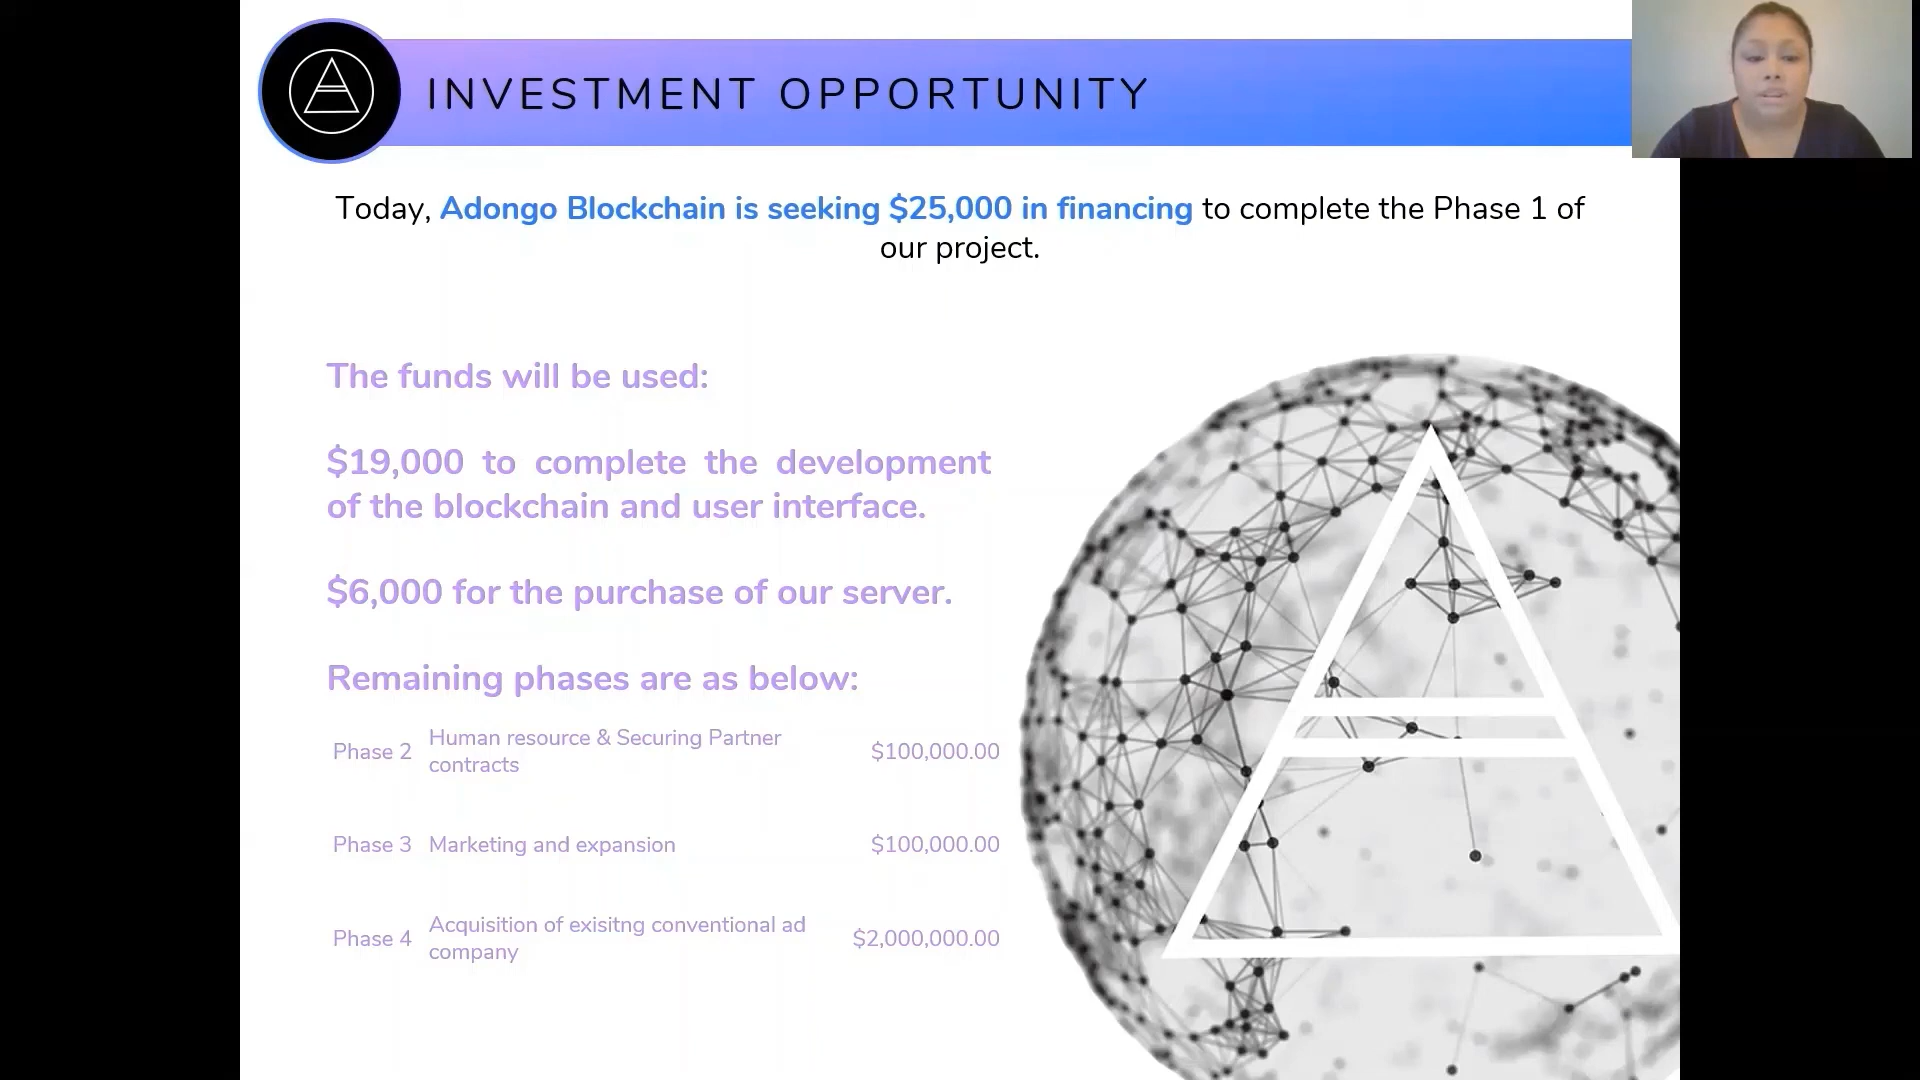 INVESTMENT OPPORTUNITY
Today, Adongo Blockchain is seeking $25,000 in financing to complete the Phase 1 of
our project.
The funds will be used:
$19,000 to complete the development
of the blockchain and user interface.
$6,000 for the purchase of our server.
Remaining phases are as below:
Phase 2 Human resource & Securing Partner contracts $100,000.00
Phase 3 Marketing and expansion $100,000.00
Phase 4 Acquisition of exisitng conventional ad company $2,000,000.00